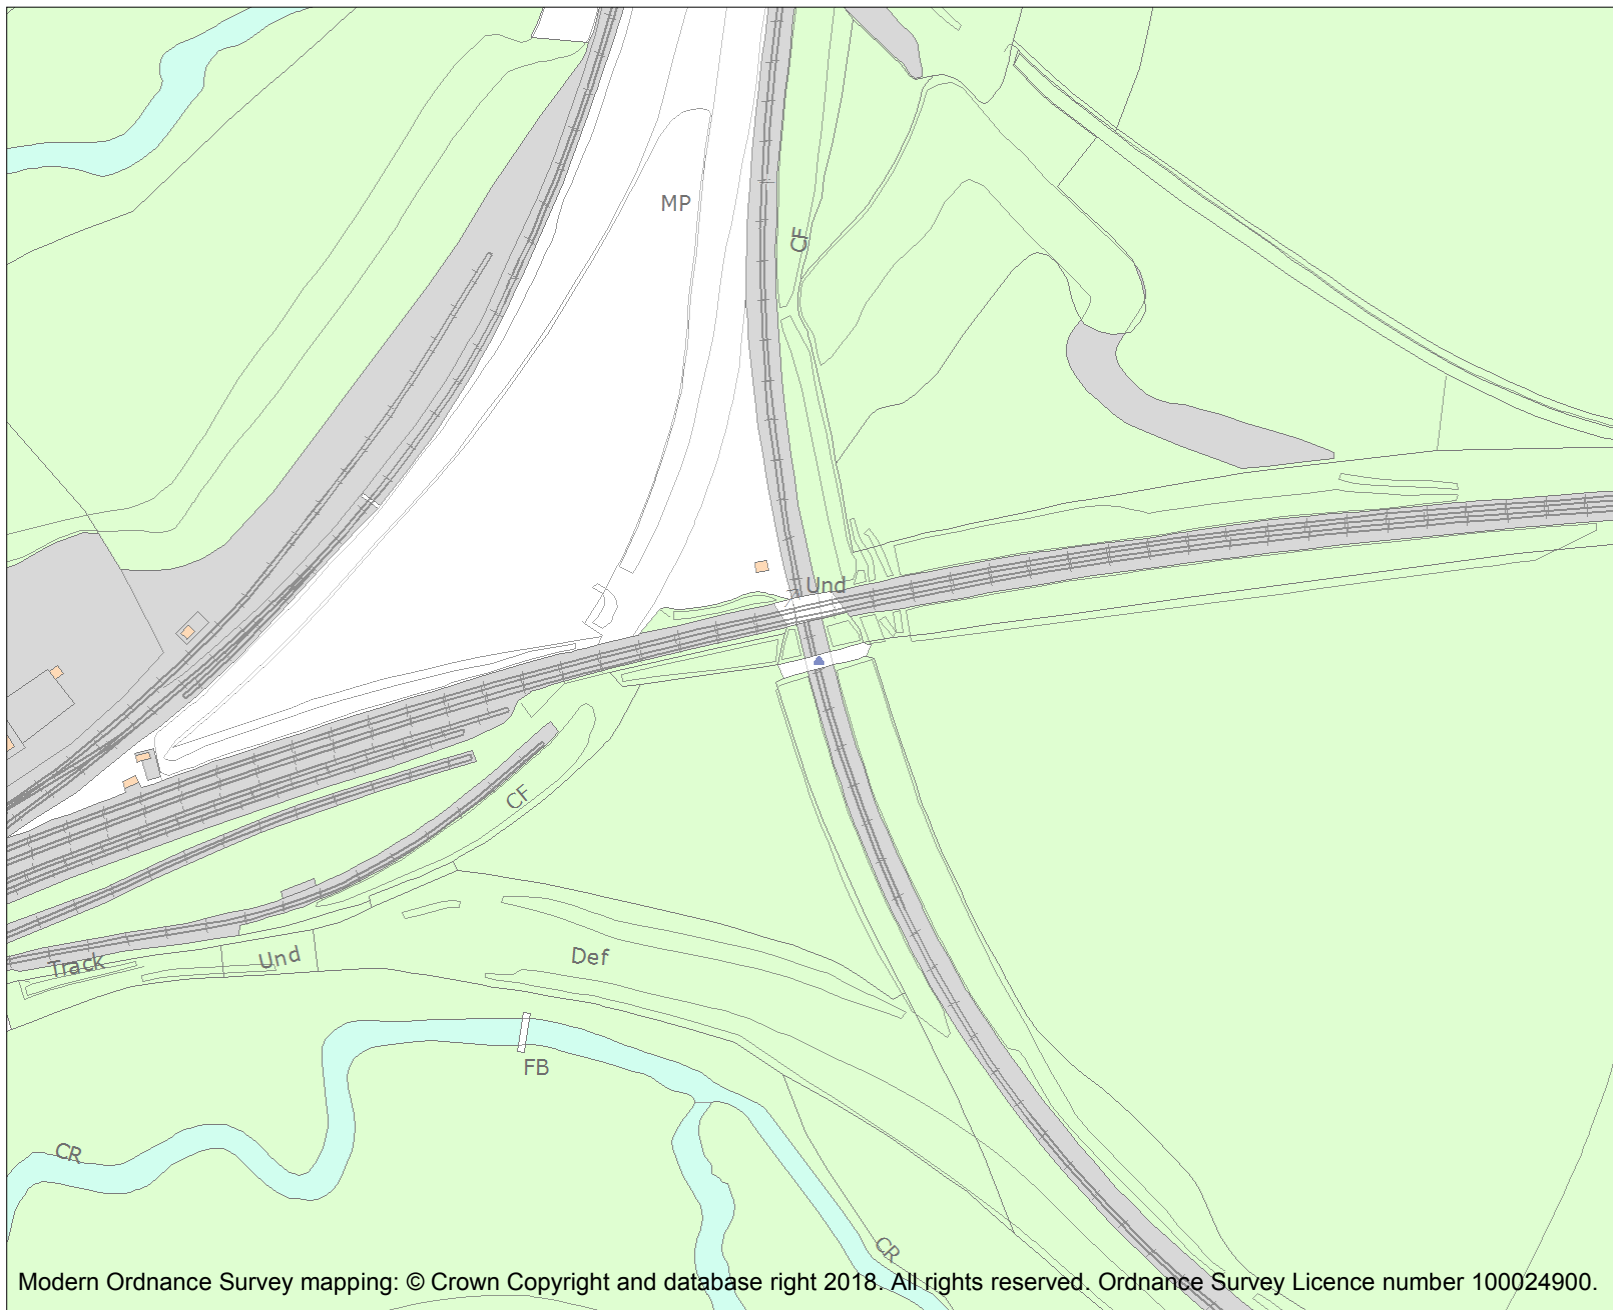 MP
CF
Und
CF
Track
Und
Def
FB
CR
CR
Modern Ordnance Survey mapping: © Crown Copyright and database right 2018. All rights reserved. Ordnance Survey Licence number 100024900.